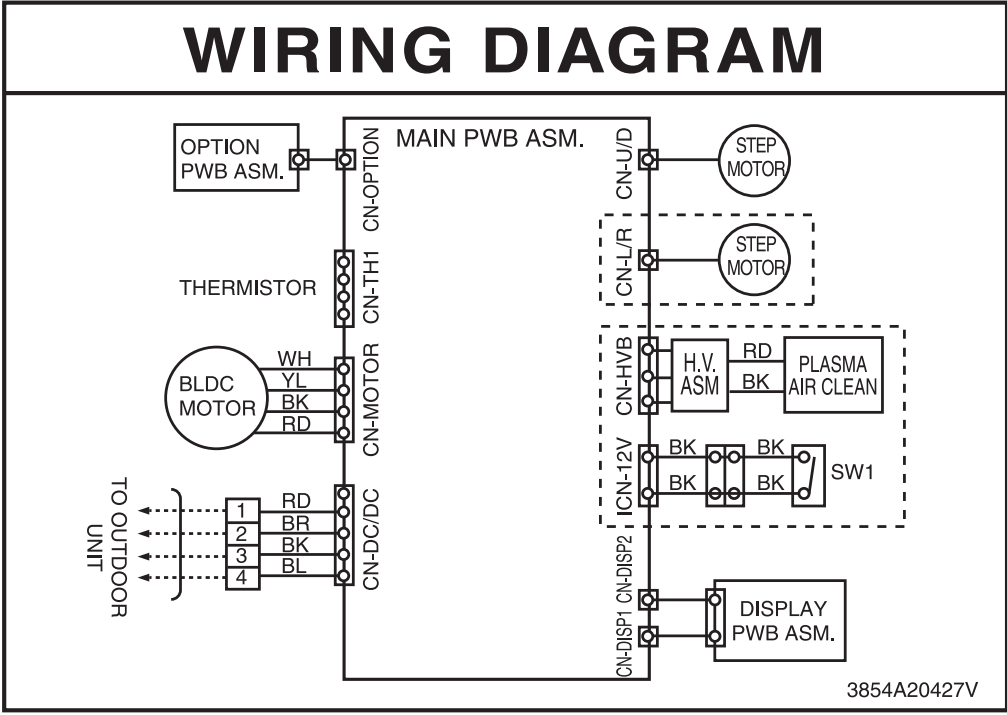 WIRING DIAGRAM
MAIN PWB ASM.
OPTION
PWB ASM.
CN-OPTION
THERMISTOR
CN-TH1
BLDC
MOTOR
WH
YL
BK
RD
CN-MOTOR
TO OUTDOOR
UNIT
1
2
3
4
RD
BR
BK
BL
CN-DC/DC
CN-U/D
STEP
MOTOR
CN-L/R
STEP
MOTOR
CN-HVB
H.V.
ASM
RD
BK
PLASMA
AIR CLEAN
ICN-12V
BK
BK
BK
BK
SW1
CN-DISP2
CN-DISP1
DISPLAY
PWB ASM.
3854A20427V